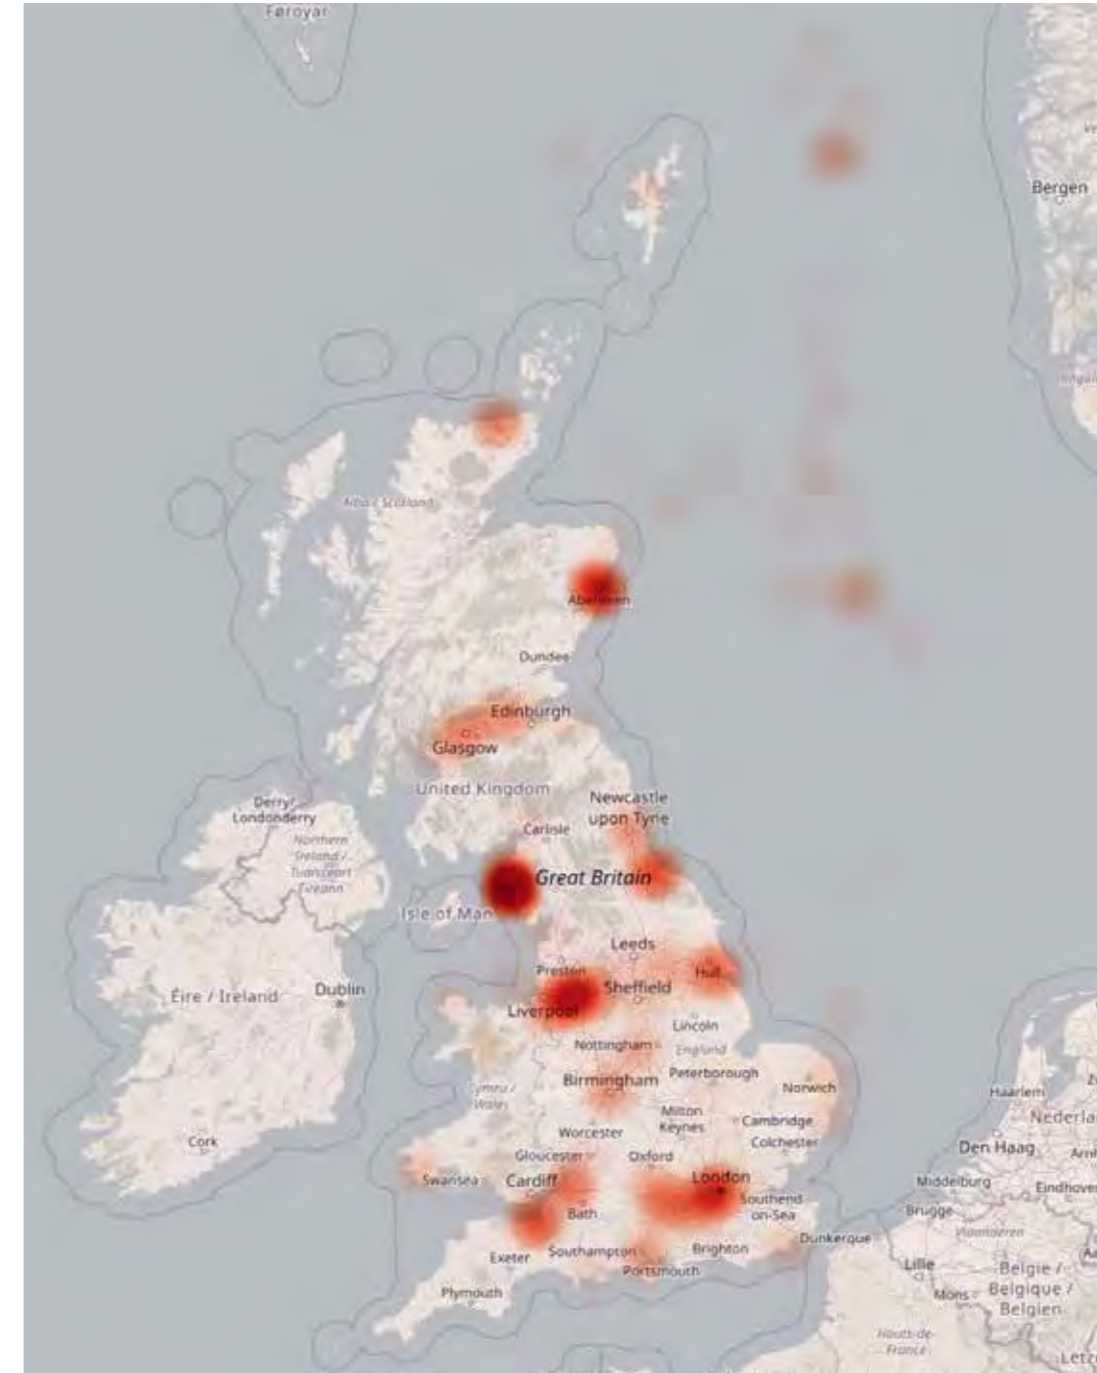 Føroyar
Bergen
Alba / Scotland
Aberdeen
Dundee
Edinburgh
Glasgow
United Kingdom
Newcastle
upon Tyne
Derry/
Londonderry
Carlisle
Northern
Ireland /
Tuaisceart
Éireann
Great Britain
Isle of Man
Leeds
Preston
Hull
Sheffield
Éire / Ireland
Dublin
Liverpool
Lincoln
Nottingham
England
Peterborough
Birmingham
Norwich
Cymru /
Wales
Haarlem
Milton
Keynes
Cambridge
Nederla
Worcester
Colchester
Cork
Den Haag
Gloucester
Oxford
Swansea
Cardiff
London
Middelburg
Eindhoven
Southend
on-Sea
Bath
Brugge
Vlaanderen
Dunkerque
Exeter
Southampton
Brighton
Portsmouth
Lille
België /
Belgique /
Belgien
Mons
Plymouth
Hauts-de-
France
Letz